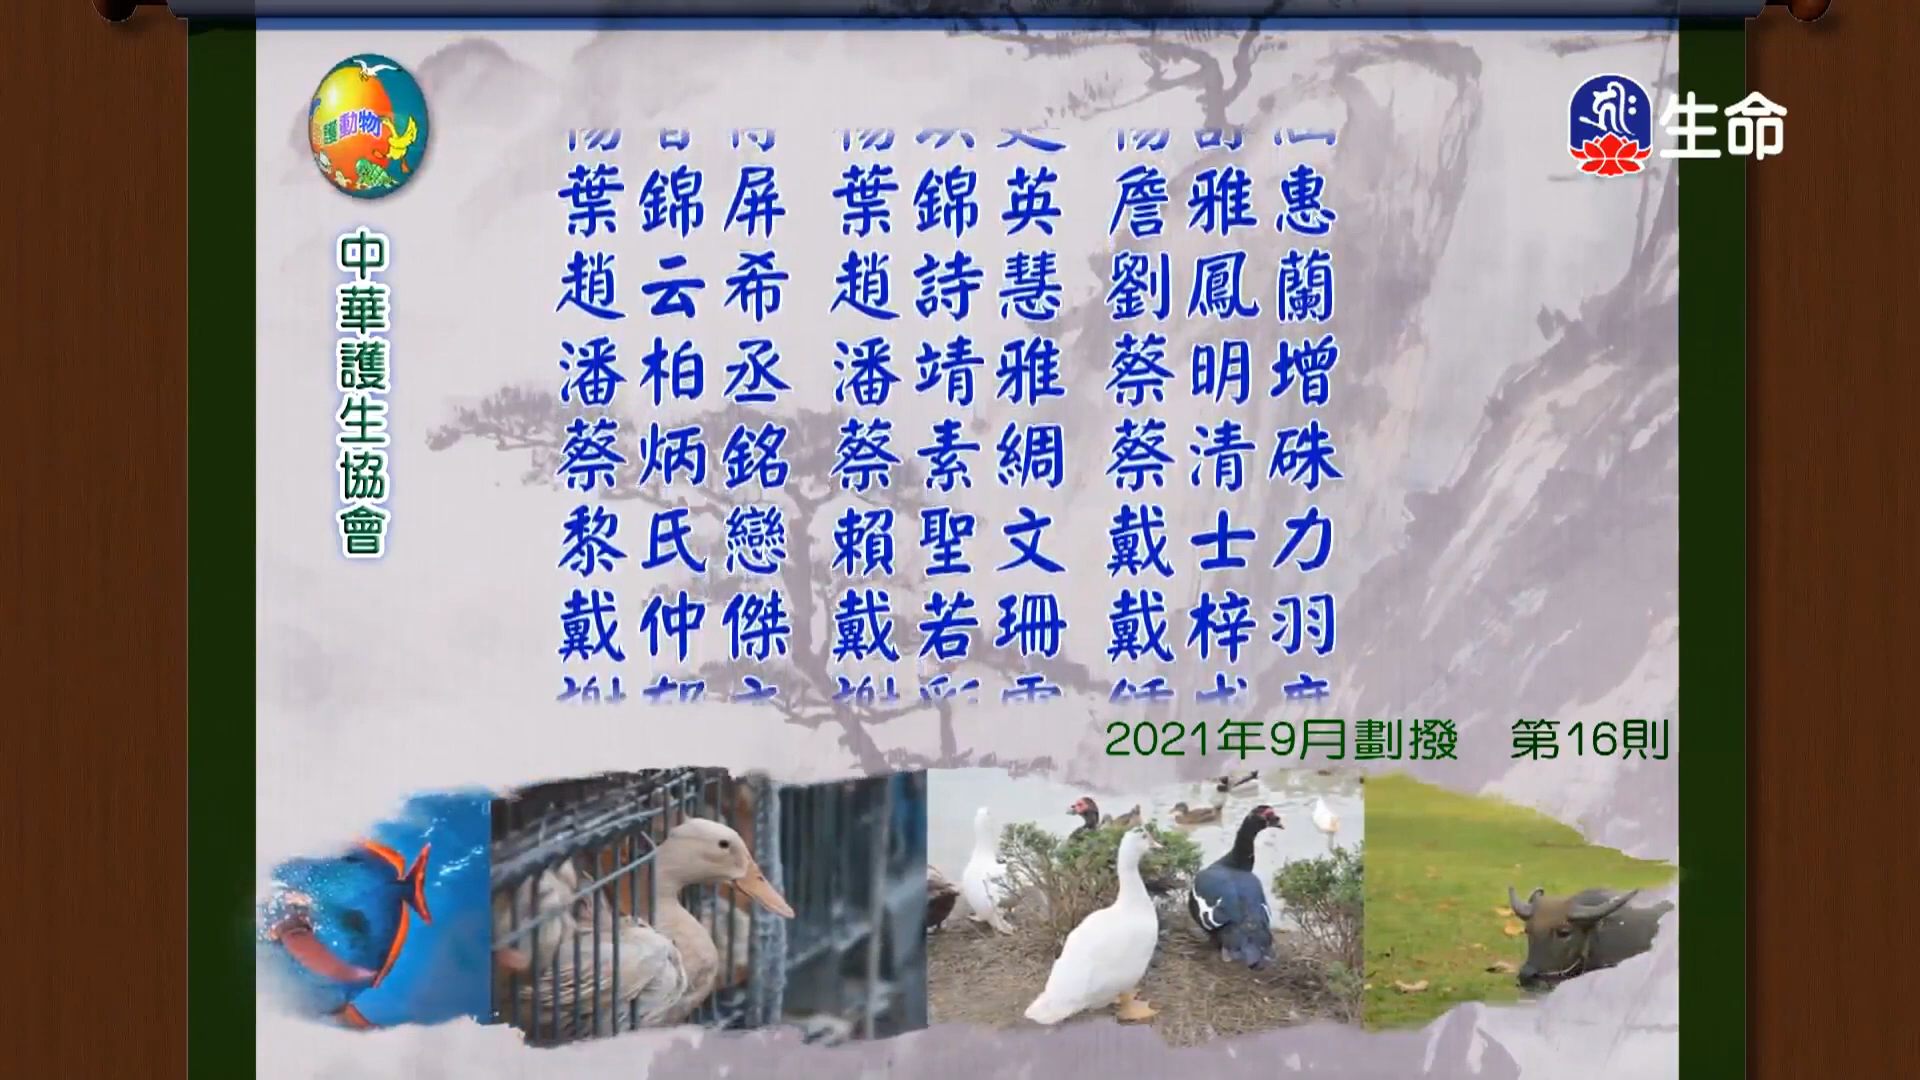 護動物
生命
中華護生協會
葉錦屏 葉錦英 詹雅惠
趙云希 趙詩慧 劉鳳蘭
潘柏丞 潘靖雅 蔡明增
蔡炳銘 蔡素綢 蔡清硃
黎氏戀 賴聖文 戴士力
戴仲傑 戴若珊 戴梓羽
2021年9月劃撥 第16則